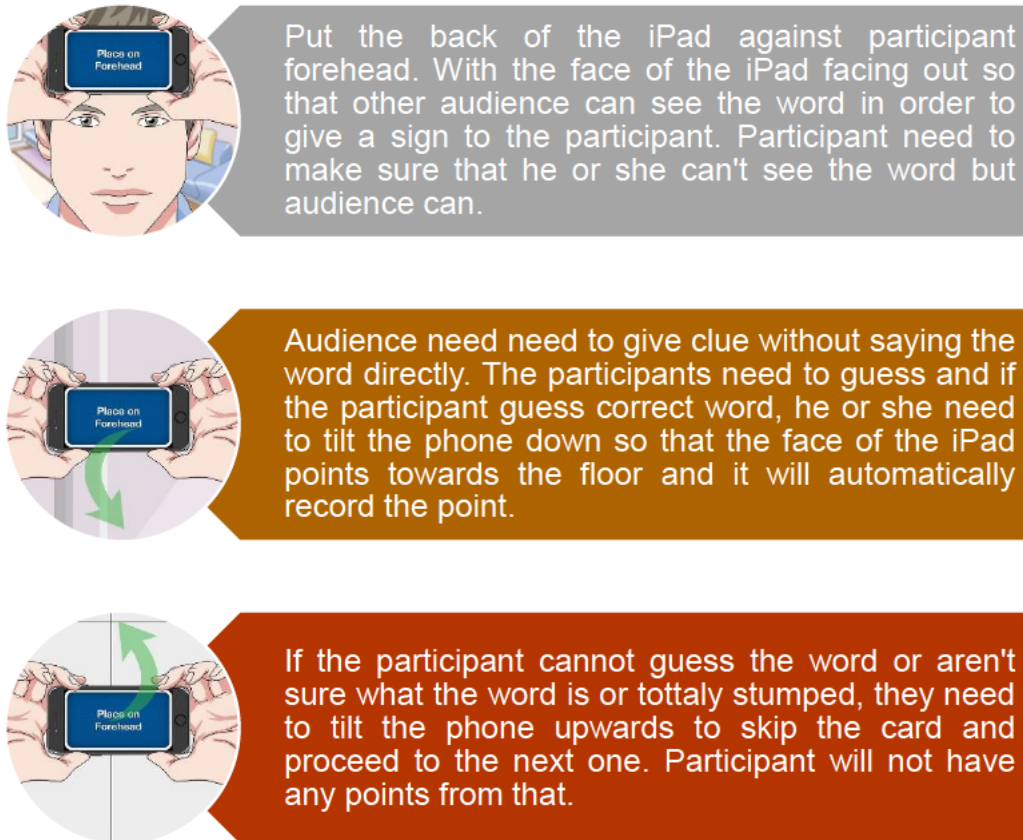 Place on
Forehead
Put the back of the iPad against participant
forehead. With the face of the iPad facing out so
that other audience can see the word in order to
give a sign to the participant. Participant need to
make sure that he or she can't see the word but
audience can.
Place on
Forehead
Audience need need to give clue without saying the
word directly. The participants need to guess and if
the participant guess correct word, he or she need
to tilt the phone down so that the face of the iPad
points towards the floor and it will automatically
record the point.
Place on
Forehead
If the participant cannot guess the word or aren't
sure what the word is or tottaly stumped, they need
to tilt the phone upwards to skip the card and
proceed to the next one. Participant will not have
any points from that.